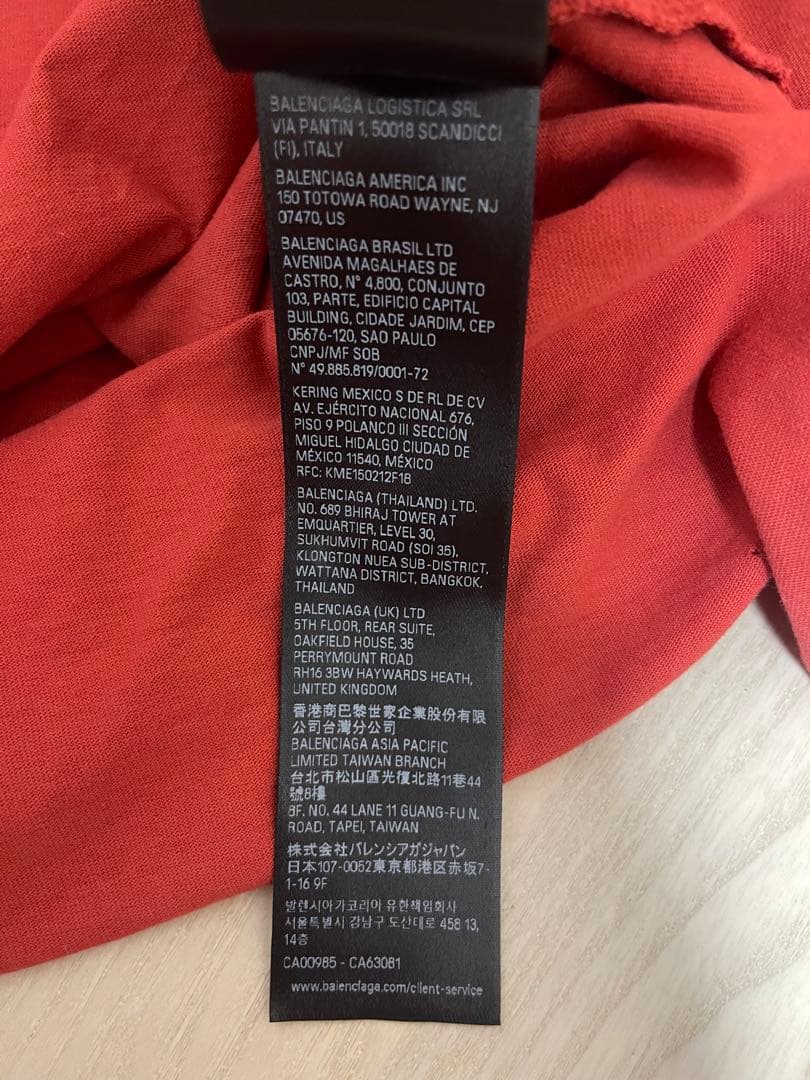 BALENCIAGA LOGISTICA SRL
VIA PANTIN 1, 50018 SCANDICCI
(FI), ITALY
BALENCIAGA AMERICA INC
150 TOTOWA ROAD WAYNE, NJ
07470, US
BALENCIAGA BRASIL LTD
AVENIDA MAGALHAES DE
CASTRO, N° 4,800, CONJUNTO
103, PARTE, EDIFICIO CAPITAL
BUILDING, CIDADE JARDIM, CEP
05676-120, SAO PAULO
CNPJ/MF SOB
N° 49.885.819/0001-72
KERING MEXICO S DE RL DE CV
AV. EJÉRCITO NACIONAL 676,
PISO 9 POLANCO III SECCIÓN
MIGUEL HIDALGO CIUDAD DE
MÉXICO 11540, MÉXICO
RFC: KME150212F18
BALENCIAGA (THAILAND) LTD.
NO. 689 BHIRAJ TOWER AT
EMQUARTIER, LEVEL 30,
SUKHUMVIT ROAD (SOI 35),
KLONGTON NUEA SUB-DISTRICT,
WATTANA DISTRICT, BANGKOK,
THAILAND
BALENCIAGA (UK) LTD
5TH FLOOR, REAR SUITE,
OAKFIELD HOUSE, 35
PERRYMOUNT ROAD
RH16 3BW HAYWARDS HEATH,
UNITED KINGDOM
香港商巴黎世家企業股份有限
公司台灣分公司
BALENCIAGA ASIA PACIFIC
LIMITED TAIWAN BRANCH
台北市松山區光復北路11巷44
號8樓
8F. NO. 44 LANE 11 GUANG-FU N.
ROAD, TAPEI, TAIWAN
株式会社バレンシアガジャパン
日本107-0052東京都港区赤坂7-
1-16 9F
발렌시아가코리아 유한책임회사
서울특별시 강남구 도산대로 458 13,
14층
CA00985 - CA63081
www.balenciaga.com/client-service